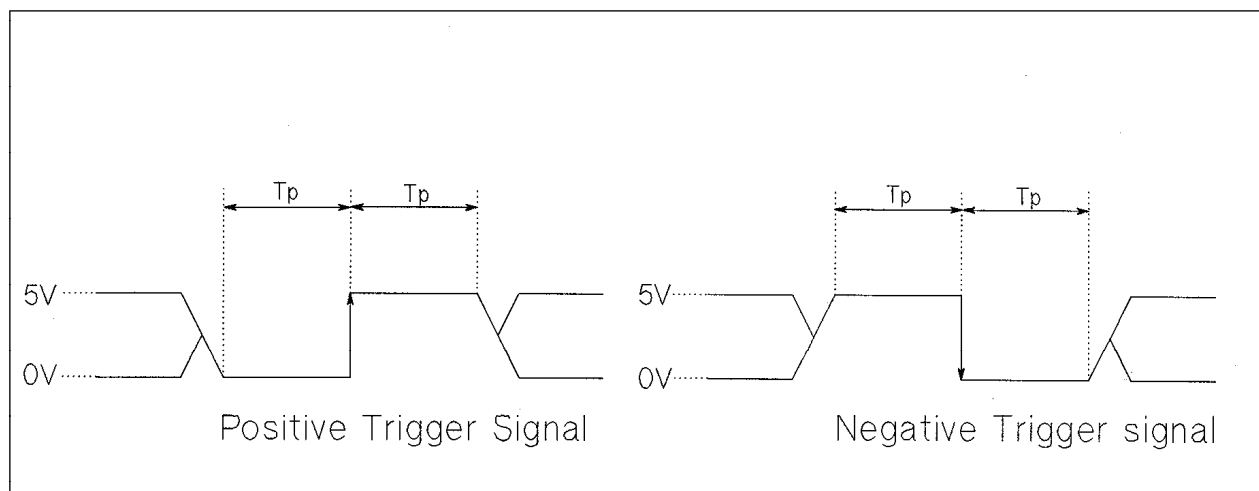 Tp Tp
5V
0V
Positive Trigger Signal
Tp Tp
5V
0V
Negative Trigger signal